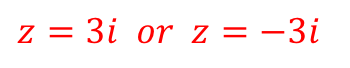 z = 3i or z = −3i